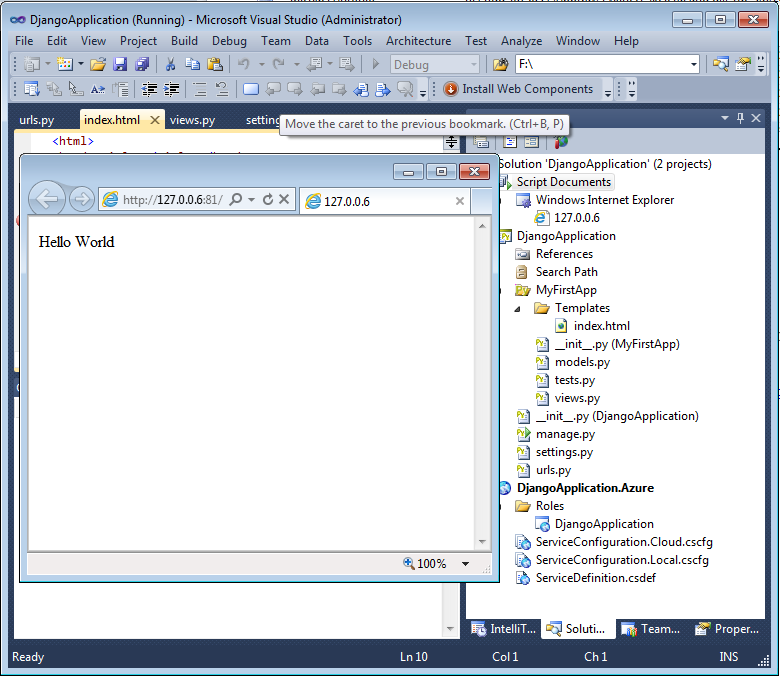 DjangoApplication (Running) - Microsoft Visual Studio (Administrator)
File Edit View Project Build Debug Team Data Tools Architecture Test Analyze Window Help
Debug F:\
Install Web Components
urls.py index.html views.py setting
Move the caret to the previous bookmark. (Ctrl+B, P)
<html>
http://127.0.0.6:81/ 127.0.0.6
Hello World
100%
olution 'DjangoApplication' (2 projects)
Script Documents
Windows Internet Explorer
127.0.0.6
DjangoApplication
References
Search Path
MyFirstApp
Templates
index.html
__init__.py (MyFirstApp)
models.py
tests.py
views.py
__init__.py (DjangoApplication)
manage.py
settings.py
urls.py
DjangoApplication.Azure
Roles
DjangoApplication
ServiceConfiguration.Cloud.cscfg
ServiceConfiguration.Local.cscfg
ServiceDefinition.csdef
IntelliT... Soluti... Team... Proper...
Ready Ln 10 Col 1 Ch 1 INS